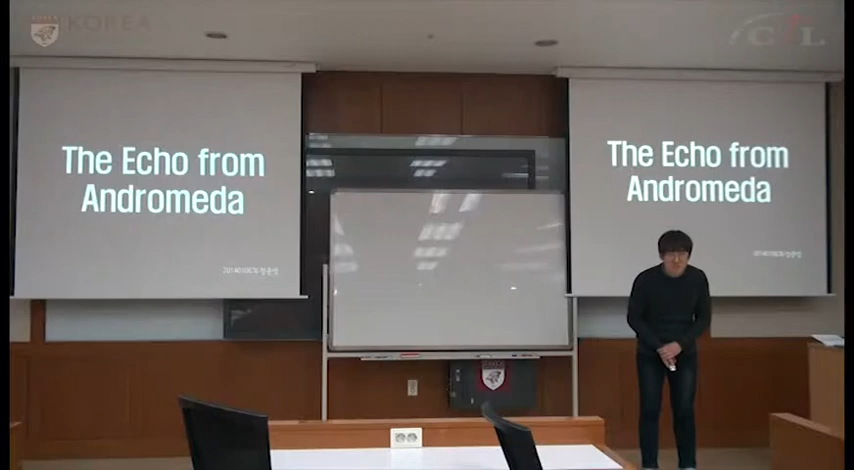 KOREA
The Echo from
Andromeda
The Echo from
Andromeda